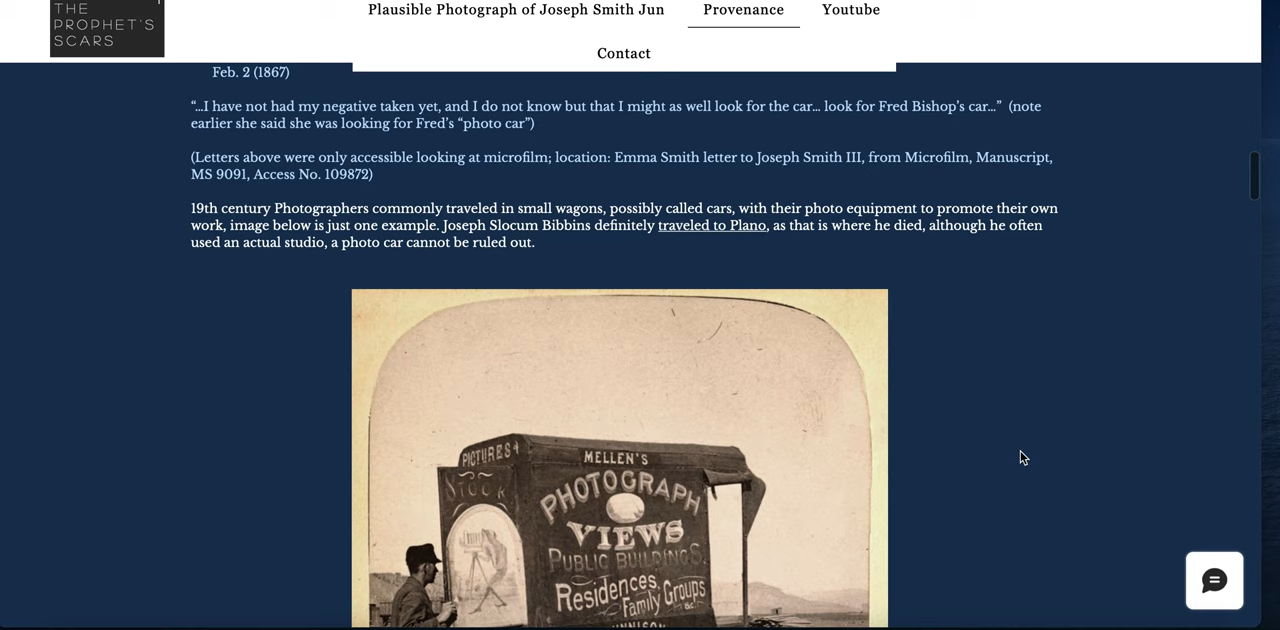 THE
PROPHET'S
SCARS
Plausible Photograph of Joseph Smith Jun
Provenance
Youtube
Contact
Feb. 2 (1867)
“…I have not had my negative taken yet, and I do not know but that I might as well look for the car… look for Fred Bishop’s car…” (note
earlier she said she was looking for Fred’s “photo car”)
(Letters above were only accessible looking at microfilm; location: Emma Smith letter to Joseph Smith III, from Microfilm, Manuscript,
MS 9091, Access No. 109872)
19th century Photographers commonly traveled in small wagons, possibly called cars, with their photo equipment to promote their own
work, image below is just one example. Joseph Slocum Bibbins definitely traveled to Plano, as that is where he died, although he often
used an actual studio, a photo car cannot be ruled out.
PICTURES
MELLEN'S
STOCK
PHOTOGRAPH
VIEWS
PUBLIC BUILDINGS.
Residences,
Family Groups
&c.